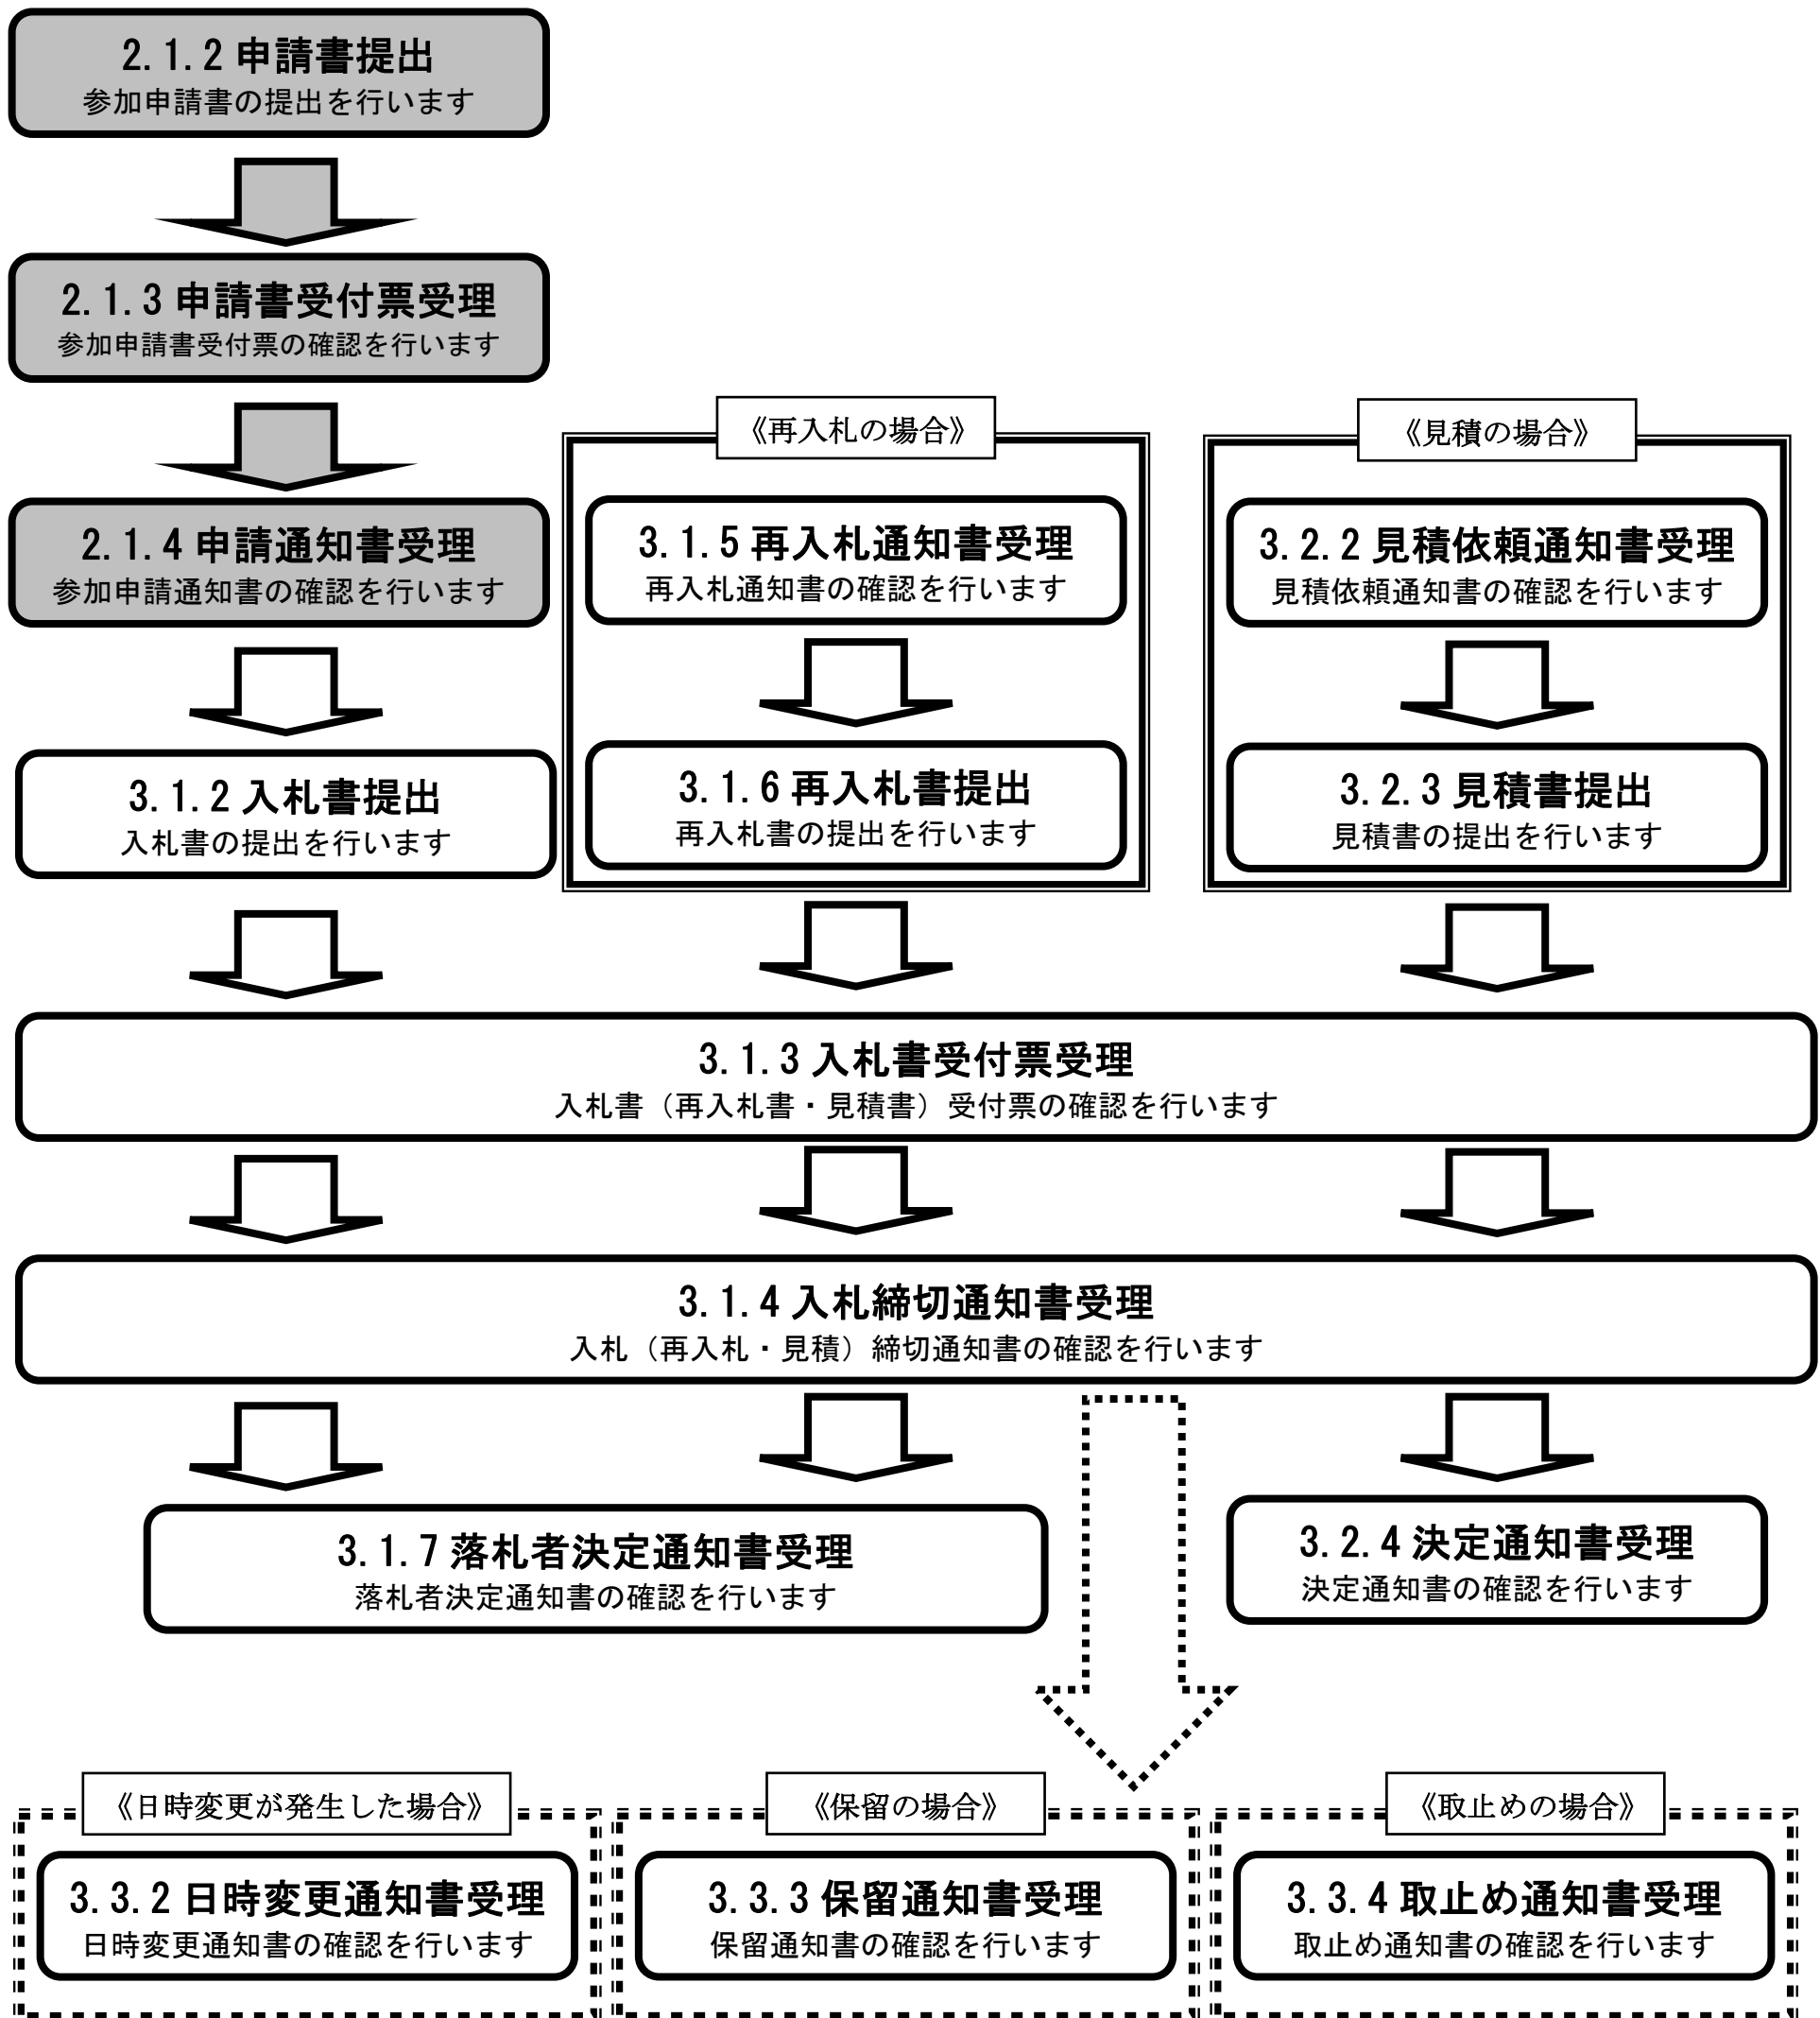 2.1.2 申請書提出
参加申請書の提出を行います
2.1.3 申請書受付票受理
参加申請書受付票の確認を行います
2.1.4 申請通知書受理
参加申請通知書の確認を行います
3.1.2 入札書提出
入札書の提出を行います
《再入札の場合》
3.1.5 再入札通知書受理
再入札通知書の確認を行います
3.1.6 再入札書提出
再入札書の提出を行います
《見積の場合》
3.2.2 見積依頼通知書受理
見積依頼通知書の確認を行います
3.2.3 見積書提出
見積書の提出を行います
3.1.3 入札書受付票受理
入札書（再入札書・見積書）受付票の確認を行います
3.1.4 入札締切通知書受理
入札（再入札・見積）締切通知書の確認を行います
3.1.7 落札者決定通知書受理
落札者決定通知書の確認を行います
3.2.4 決定通知書受理
決定通知書の確認を行います
《日時変更が発生した場合》
3.3.2 日時変更通知書受理
日時変更通知書の確認を行います
《保留の場合》
3.3.3 保留通知書受理
保留通知書の確認を行います
《取止めの場合》
3.3.4 取止め通知書受理
取止め通知書の確認を行います